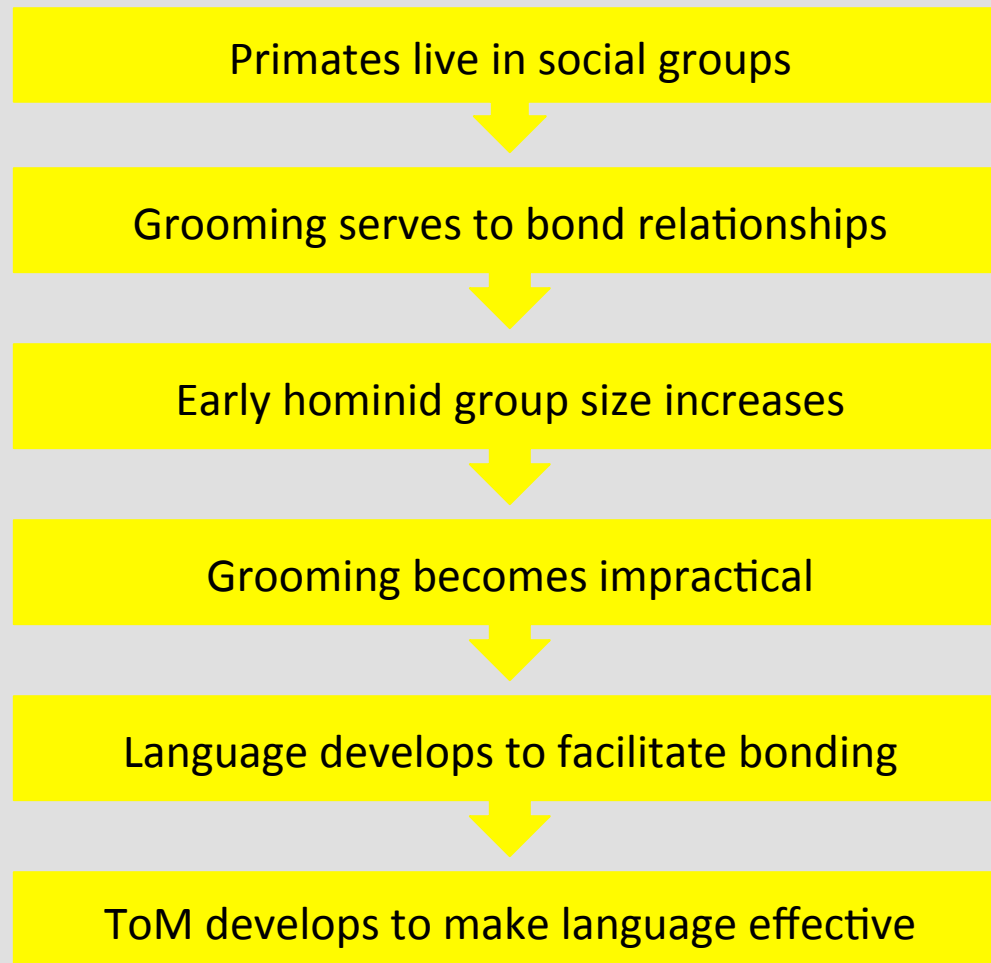 Primates live in social groups
Grooming serves to bond relationships
Early hominid group size increases
Grooming becomes impractical
Language develops to facilitate bonding
ToM develops to make language effective